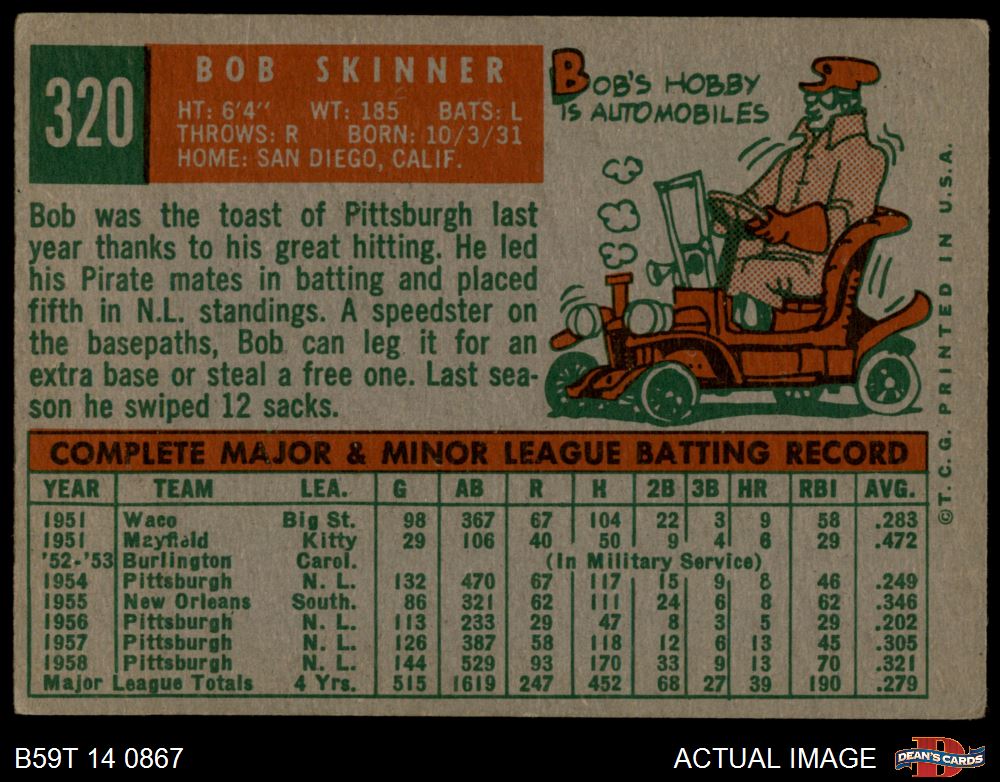 320
BOB SKINNER
HT: 6'4" WT: 185 BATS: L
THROWS: R BORN: 10/3/31
HOME: SAN DIEGO, CALIF.
BOB'S HOBBY
IS AUTOMOBILES
Bob was the toast of Pittsburgh last
year thanks to his great hitting. He led
his Pirate mates in batting and placed
fifth in N.L. standings. A speedster on
the basepaths, Bob can leg it for an
extra base or steal a free one. Last sea-
son he swiped 12 sacks.
COMPLETE MAJOR & MINOR LEAGUE BATTING RECORD
YEAR TEAM LEA. G AB R H 2B 3B HR RBI AVG.
1951 Waco Big St. 98 367 67 104 22 3 9 58 .283
1951 Mayfield Kitty 29 106 40 50 9 4 6 29 .472
'52-'53 Burlington Carol. (In Military Service)
1954 Pittsburgh N. L. 132 470 67 117 15 9 8 46 .249
1955 New Orleans South. 86 321 62 111 24 6 8 62 .346
1956 Pittsburgh N. L. 113 233 29 47 8 3 5 29 .202
1957 Pittsburgh N. L. 126 387 58 118 12 6 13 45 .305
1958 Pittsburgh N. L. 144 529 93 170 33 9 13 70 .321
Major League Totals 4 Yrs. 515 1619 247 452 68 27 39 190 .279
© T. C. G. PRINTED IN U.S.A.
B59T 14 0867
ACTUAL IMAGE
D
DEAN'S CARDS